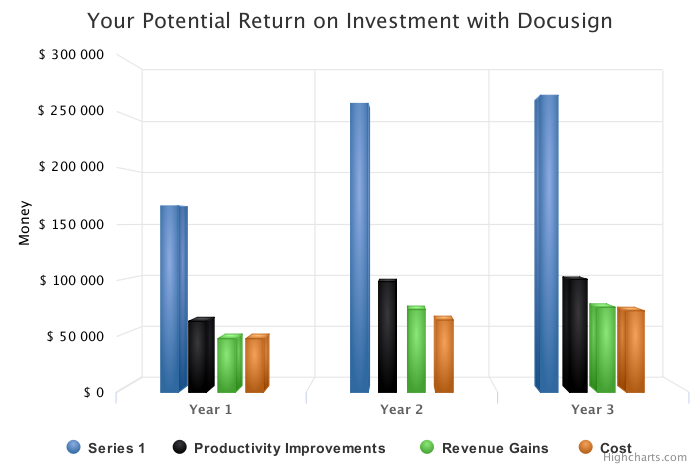 Your Potential Return on Investment with Docusign
$ 300 000
$ 250 000
$ 200 000
$ 150 000
$ 100 000
$ 50 000
$ 0
Money
Year 1 Year 2 Year 3
Series 1 Productivity Improvements Revenue Gains Cost
Highcharts.com